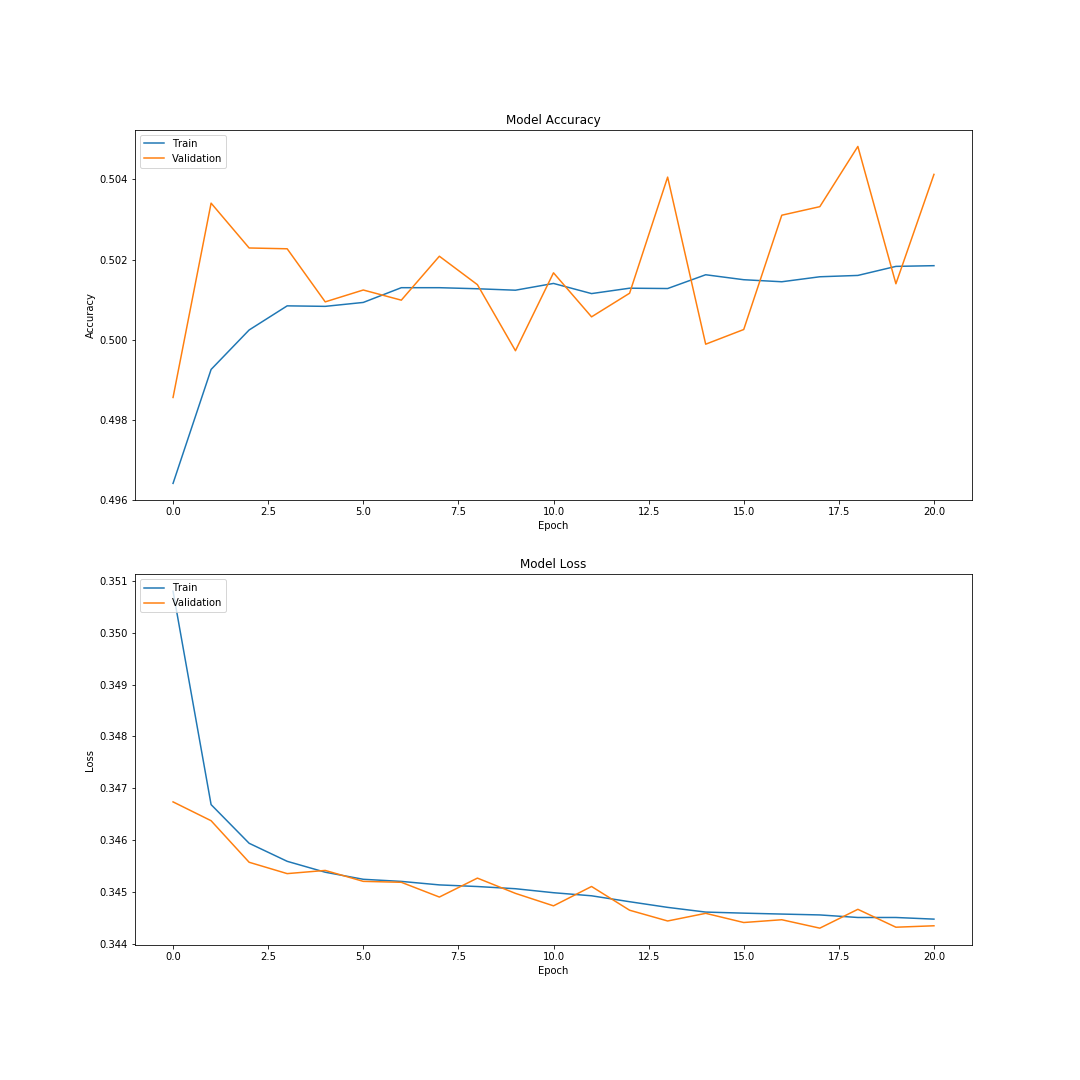 Model Accuracy
Train
Validation
0.504
0.502
0.500
0.498
0.496
Accuracy
0.0 2.5 5.0 7.5 10.0 12.5 15.0 17.5 20.0
Epoch
Model Loss
Train
Validation
0.351
0.350
0.349
0.348
0.347
0.346
0.345
0.344
Loss
0.0 2.5 5.0 7.5 10.0 12.5 15.0 17.5 20.0
Epoch